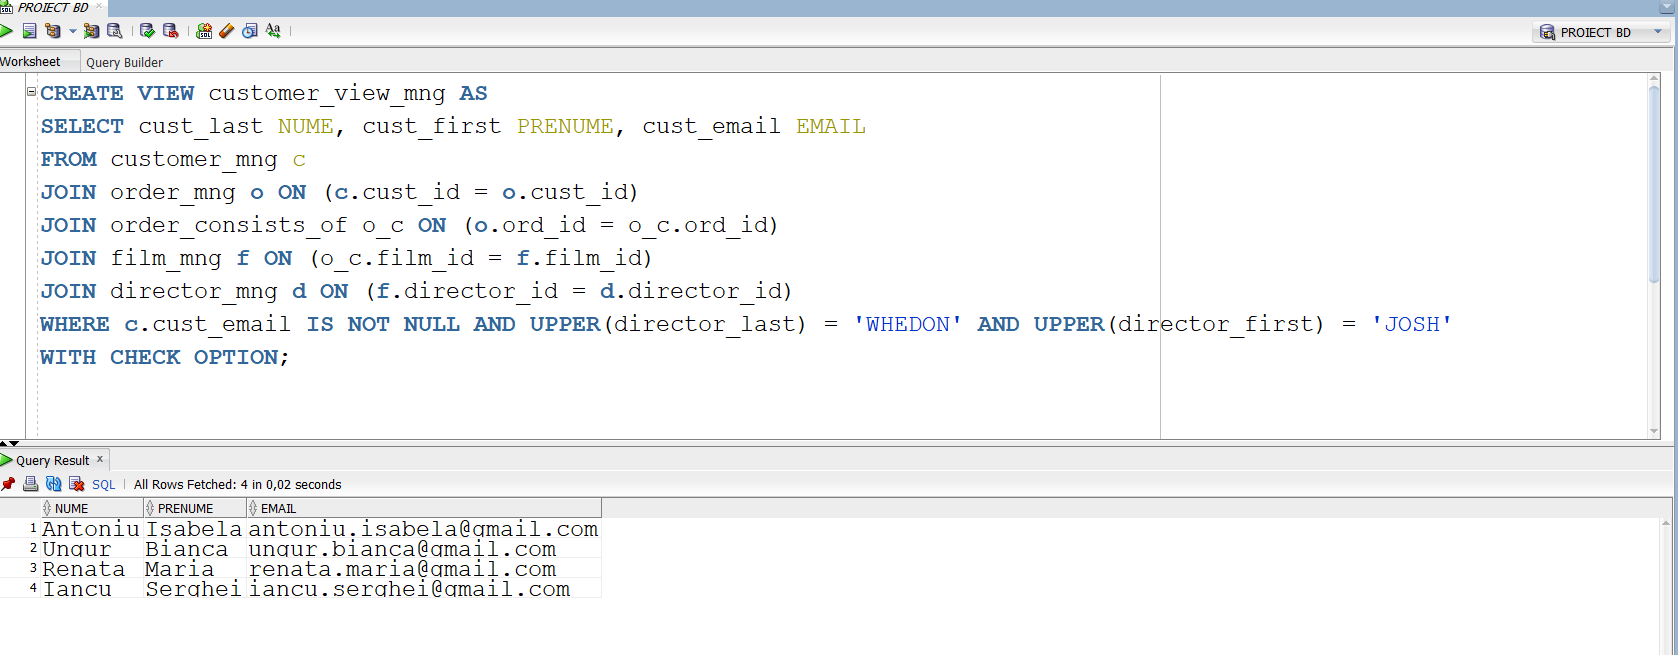 PROIECT BD
SQL
SQL
Aa
PROIECT BD
Worksheet Query Builder
CREATE VIEW customer_view_mng AS
SELECT cust_last NUME, cust_first PRENUME, cust_email EMAIL
FROM customer_mng c
JOIN order_mng o ON (c.cust_id = o.cust_id)
JOIN order_consists_of o_c ON (o.ord_id = o_c.ord_id)
JOIN film_mng f ON (o_c.film_id = f.film_id)
JOIN director_mng d ON (f.director_id = d.director_id)
WHERE c.cust_email IS NOT NULL AND UPPER(director_last) = 'WHEDON' AND UPPER(director_first) = 'JOSH'
WITH CHECK OPTION;
Query Result
SQL All Rows Fetched: 4 in 0,02 seconds
NUME PRENUME EMAIL
1 Antoniu Isabela antoniu.isabela@gmail.com
2 Ungur Bianca ungur.bianca@gmail.com
3 Renata Maria renata.maria@gmail.com
4 Iancu Serghei iancu.serghei@gmail.com